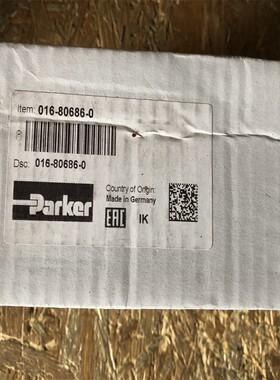 Item: 016-80686-0
Dsc: 016-80686-0
Parker
Country of Origin:
Made in Germany
EAC IK